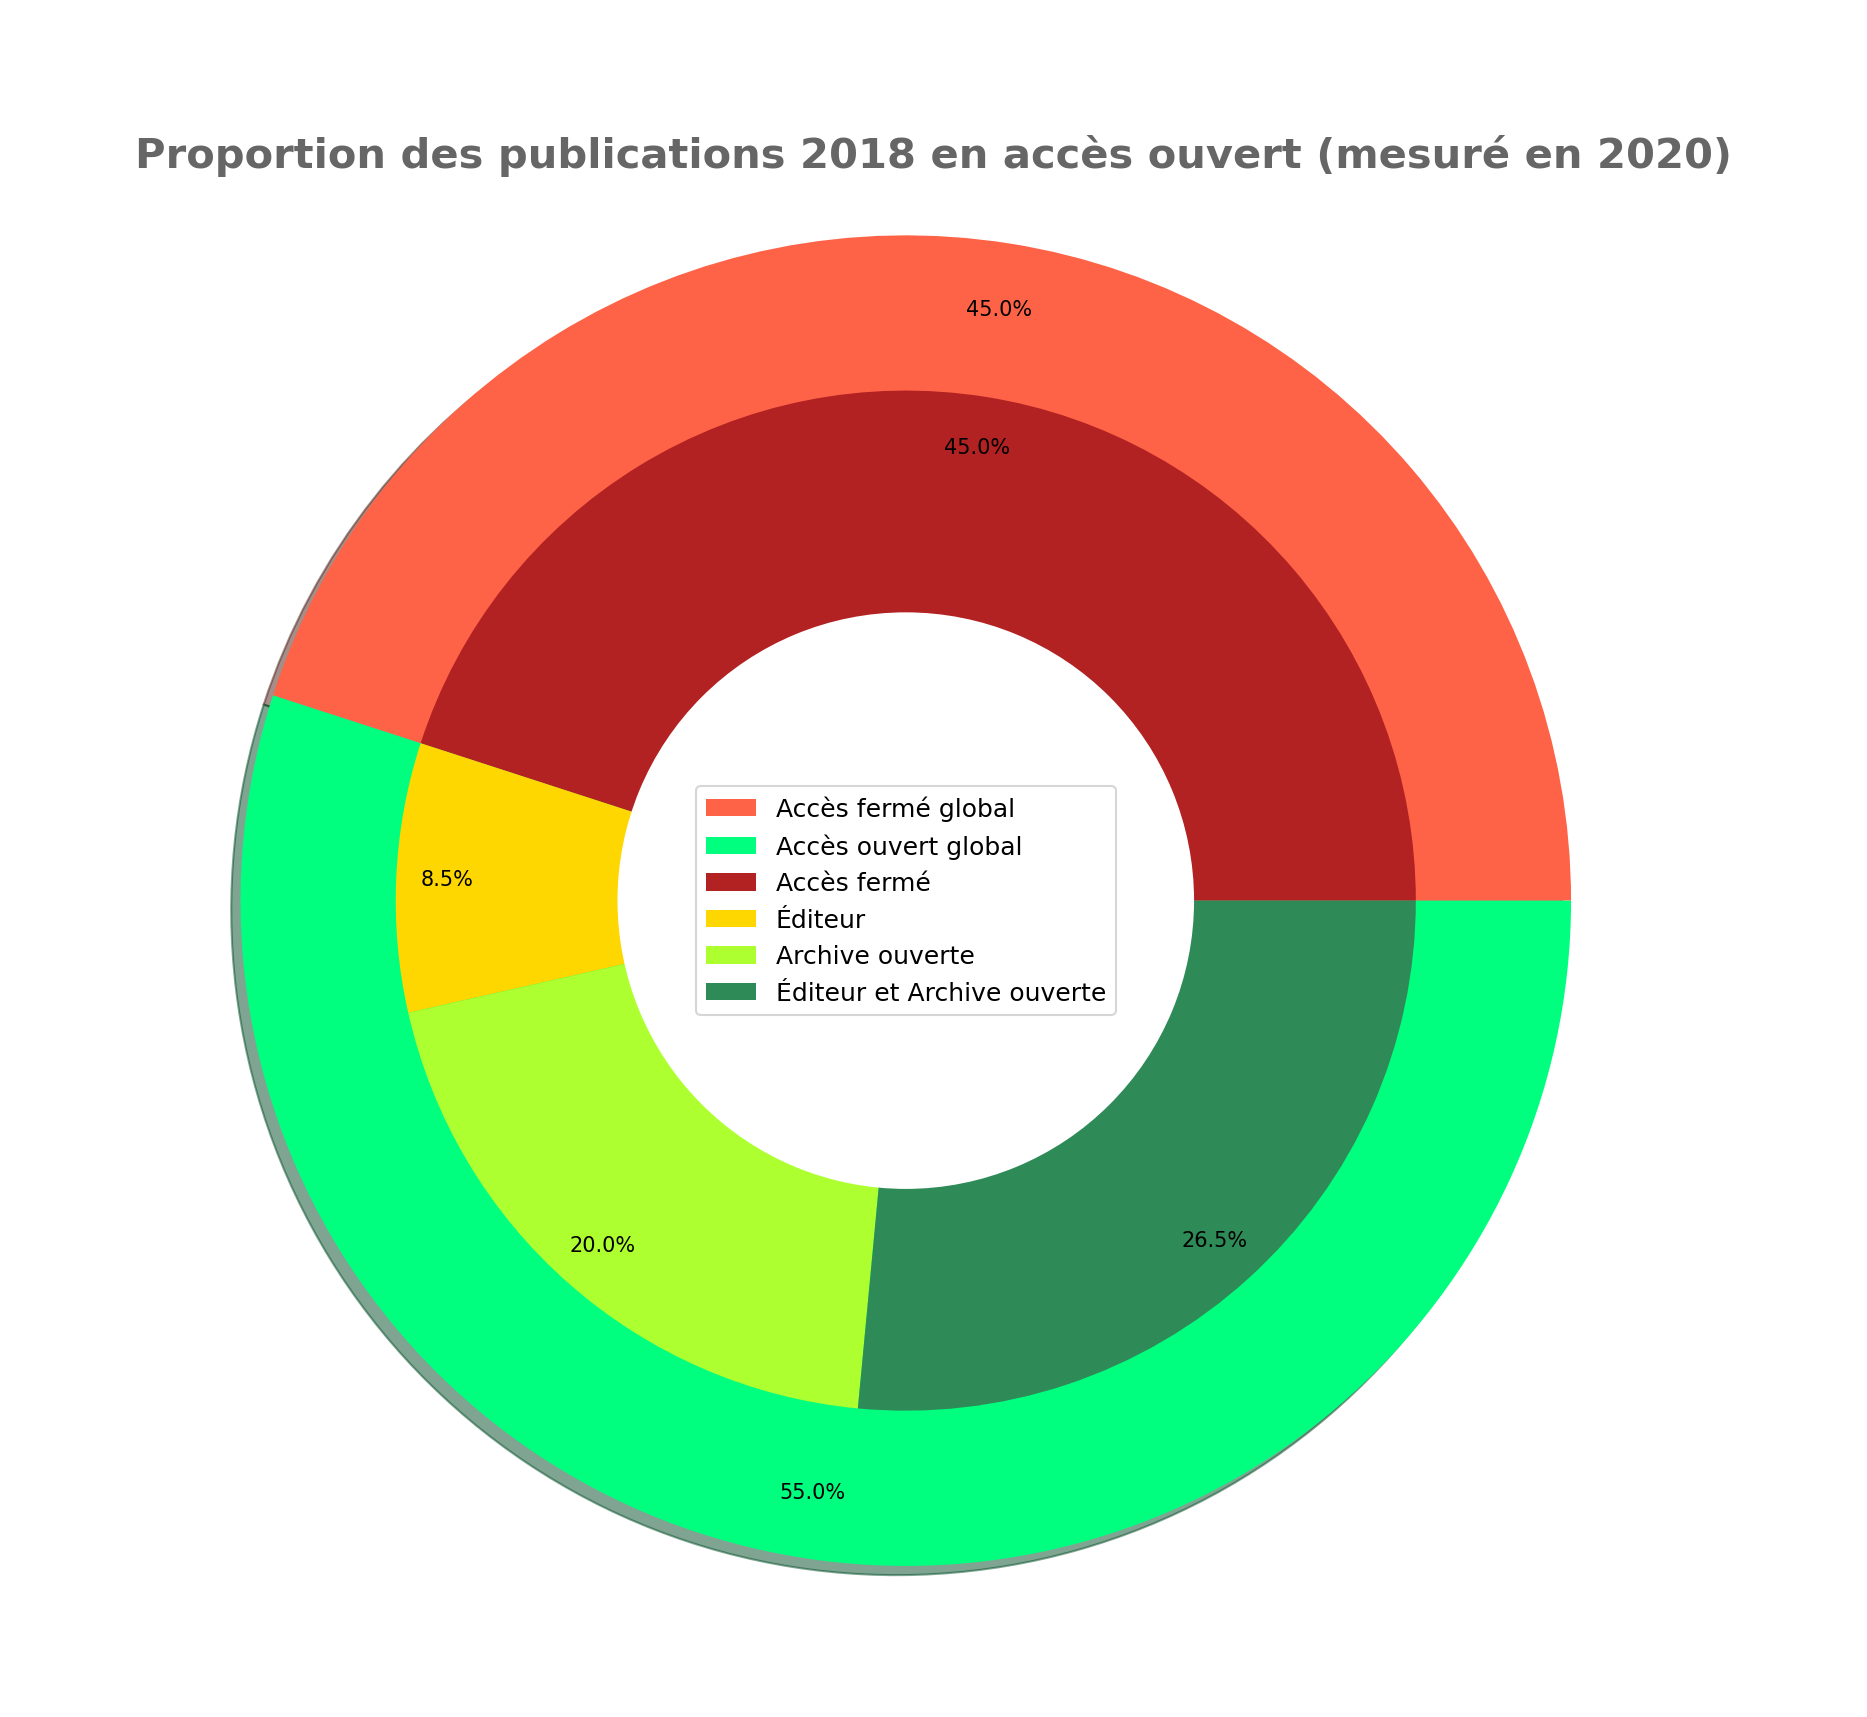 Proportion des publications 2018 en accès ouvert (mesuré en 2020)
45.0%
45.0%
Accès fermé global
Accès ouvert global
8.5%
Accès fermé
Éditeur
Archive ouverte
Éditeur et Archive ouverte
20.0%
26.5%
55.0%